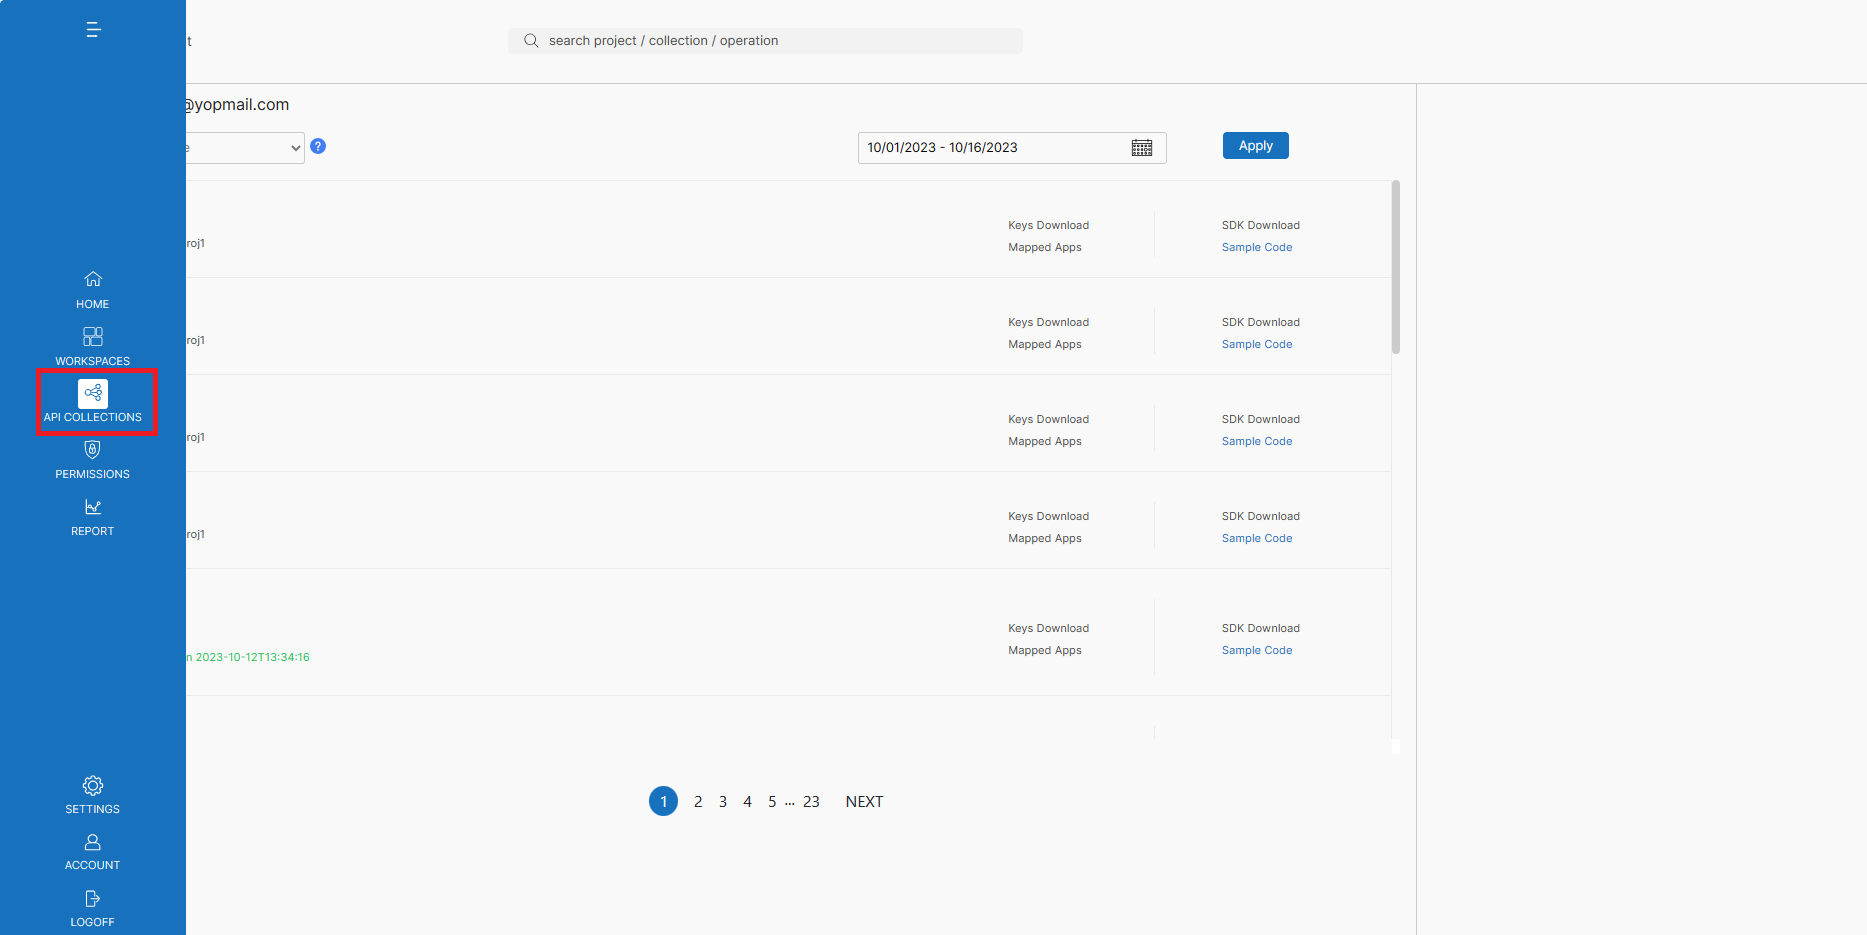 HOME
WORKSPACES
API COLLECTIONS
PERMISSIONS
REPORT
SETTINGS
ACCOUNT
LOGOFF
t
search project / collection / operation
@yopmail.com
e
?
10/01/2023 - 10/16/2023
Apply
roj1
Keys Download
Mapped Apps
SDK Download
Sample Code
roj1
Keys Download
Mapped Apps
SDK Download
Sample Code
roj1
Keys Download
Mapped Apps
SDK Download
Sample Code
roj1
Keys Download
Mapped Apps
SDK Download
Sample Code
n 2023-10-12T13:34:16
Keys Download
Mapped Apps
SDK Download
Sample Code
1 2 3 4 5 ... 23 NEXT